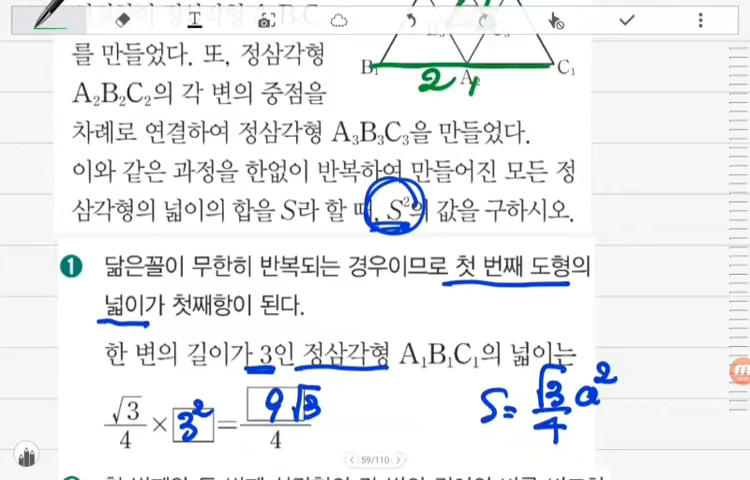 B₁ A₂ C₁
2 1
를 만들었다. 또, 정삼각형
A₂B₂C₂의 각 변의 중점을
차례로 연결하여 정삼각형 A₃B₃C₃을 만들었다.
이와 같은 과정을 한없이 반복하여 만들어진 모든 정
삼각형의 넓이의 합을 S라 할 때, S²의 값을 구하시오.
1 닮은꼴이 무한히 반복되는 경우이므로 첫 번째 도형의
넓이가 첫째항이 된다.
한 변의 길이가 3인 정삼각형 A₁B₁C₁의 넓이는
√3/4 × 3² = 9√3/4
S = √3/4 a²
59/110